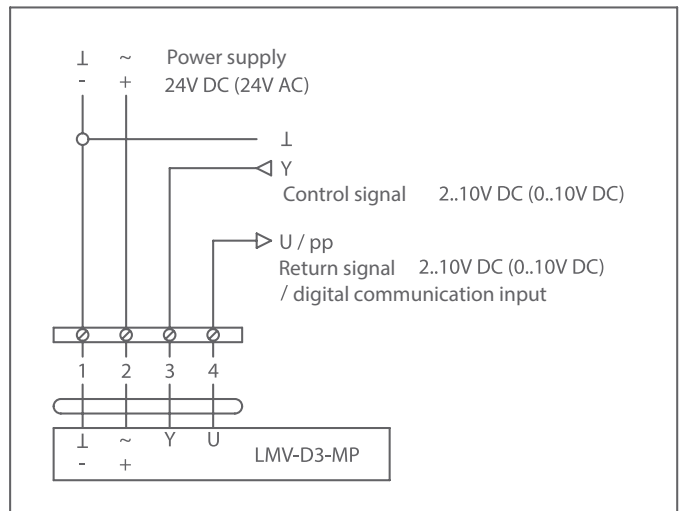 ⊥ ~ Power supply
- + 24V DC (24V AC)
⊥
Y
Control signal 2..10V DC (0..10V DC)
U / pp
Return signal 2..10V DC (0..10V DC)
/ digital communication input
1 2 3 4
⊥ ~ Y U
- +
LMV-D3-MP